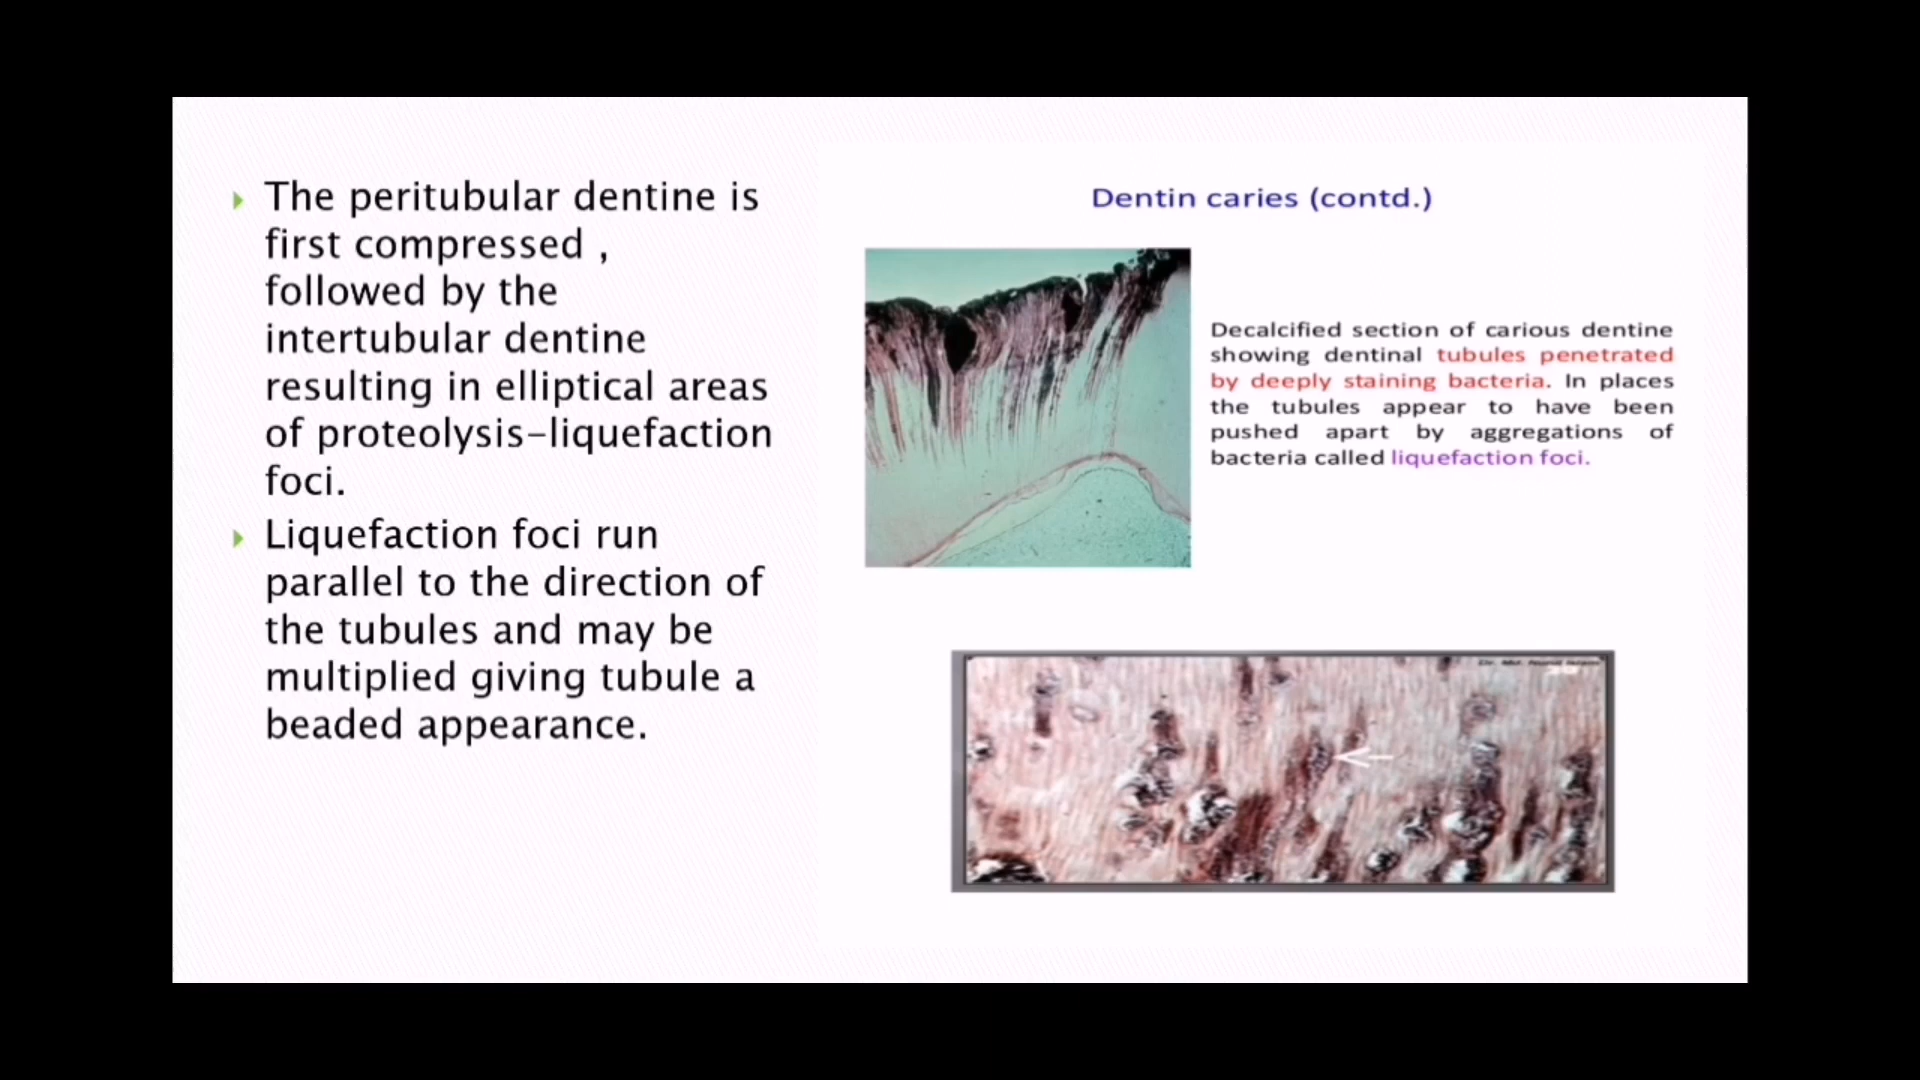 The peritubular dentine is
first compressed ,
followed by the
intertubular dentine
resulting in elliptical areas
of proteolysis-liquefaction
foci.
Liquefaction foci run
parallel to the direction of
the tubules and may be
multiplied giving tubule a
beaded appearance.
Dentin caries (contd.)
Decalcified section of carious dentine
showing dentinal tubules penetrated
by deeply staining bacteria. In places
the tubules appear to have been
pushed apart by aggregations of
bacteria called liquefaction foci.